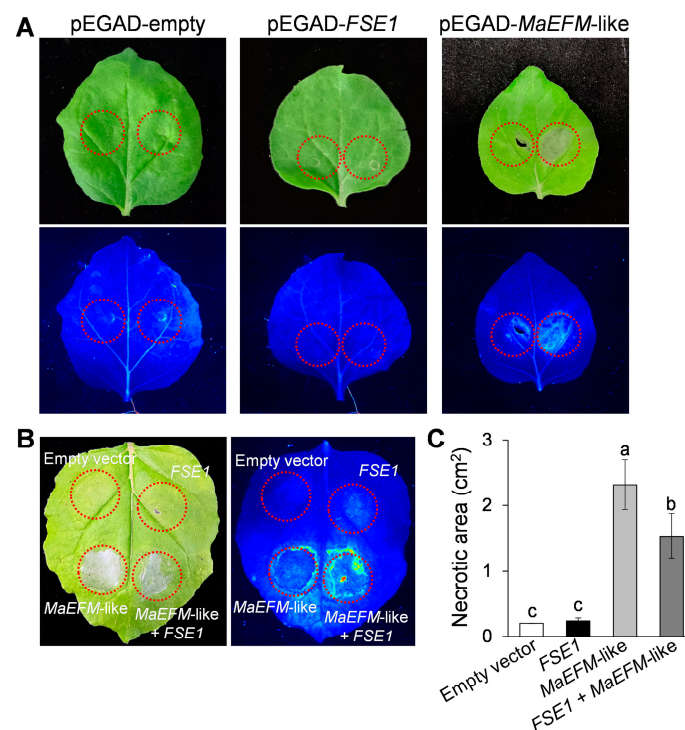 A
pEGAD-empty
pEGAD-FSE1
pEGAD-MaEFM-like
B
Empty vector
FSE1
MaEFM-like
MaEFM-like
+ FSE1
Empty vector
FSE1
MaEFM-like
MaEFM-like
+ FSE1
C
Necrotic area (cm²)
3
2
1
0
c
c
a
b
Empty vector
FSE1
MaEFM-like
FSE1 + MaEFM-like